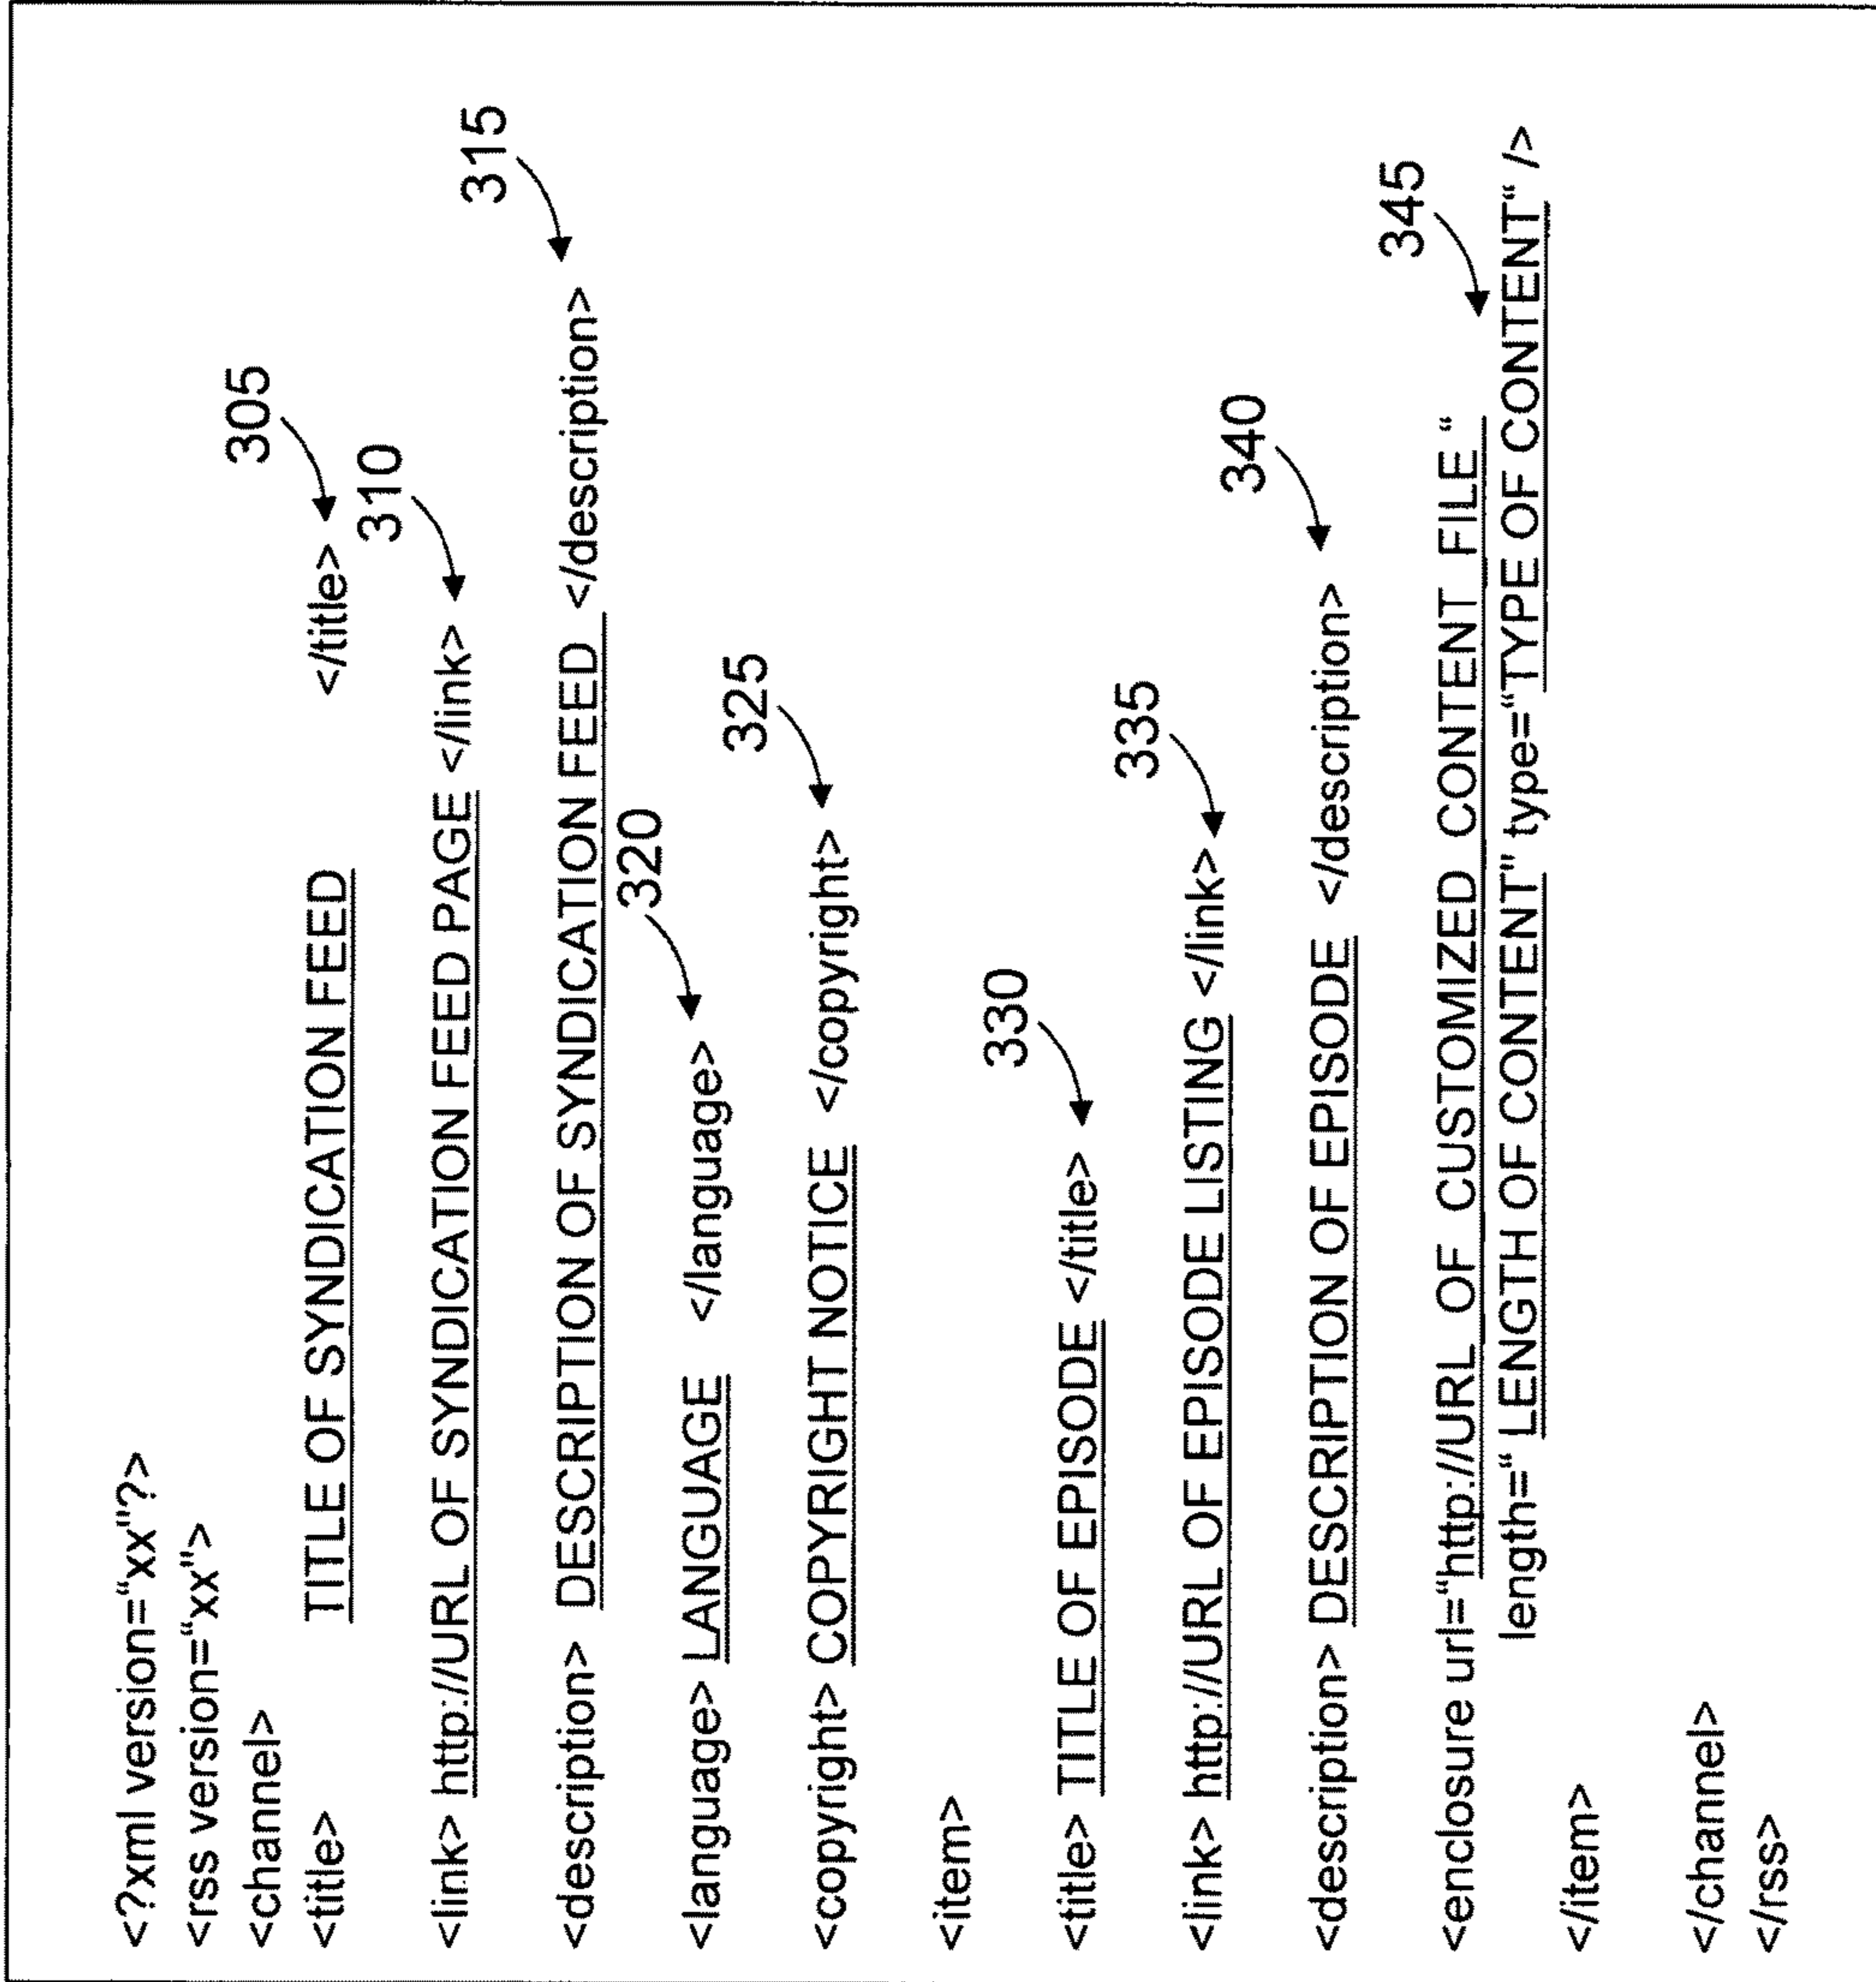 <?xml version=“xx"?>
<rss version=“xx">
<channel>
<title> TITLE OF SYNDICATION FEED </title> 305
<link> http://URL OF SYNDICATION FEED PAGE </link> 310
<description> DESCRIPTION OF SYNDICATION FEED </description> 315
<language> LANGUAGE </language> 320
<copyright> COPYRIGHT NOTICE </copyright> 325
<item>
<title> TITLE OF EPISODE </title> 330
<link> http://URL OF EPISODE LISTING </link> 335
<description> DESCRIPTION OF EPISODE </description> 340
<enclosure url=“http://URL OF CUSTOMIZED CONTENT FILE “ 345
length=“ LENGTH OF CONTENT" type=“TYPE OF CONTENT“ />
</item>
</channel>
</rss>